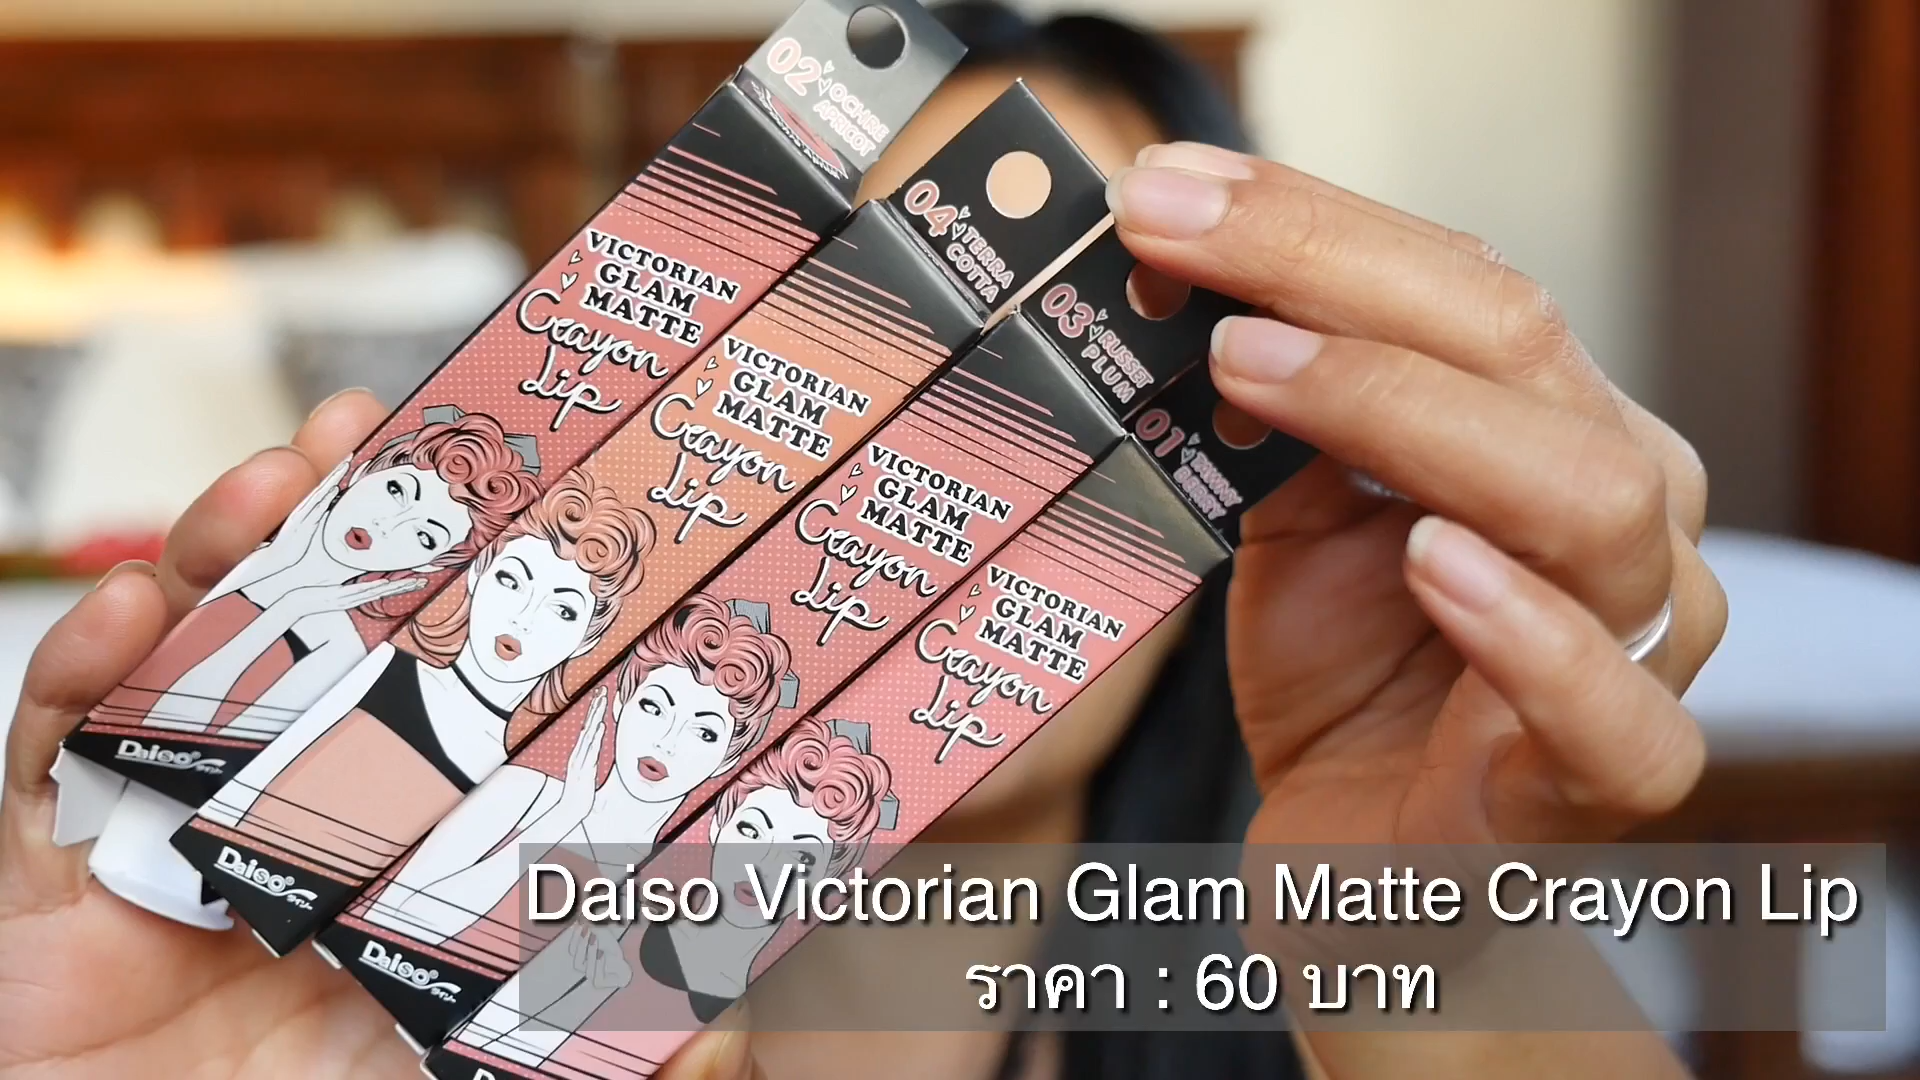 02 OCHRE
APRICOT
VICTORIAN
GLAM
MATTE
Crayon
Lip
Daiso
04 TERRA
COTTA
VICTORIAN
GLAM
MATTE
Crayon
Lip
Daiso
03 RUSSET
PLUM
VICTORIAN
GLAM
MATTE
Crayon
Lip
Daiso
01 TAWNY
BERRY
VICTORIAN
GLAM
MATTE
Crayon
Lip
Daiso Victorian Glam Matte Crayon Lip
ราคา : 60 บาท